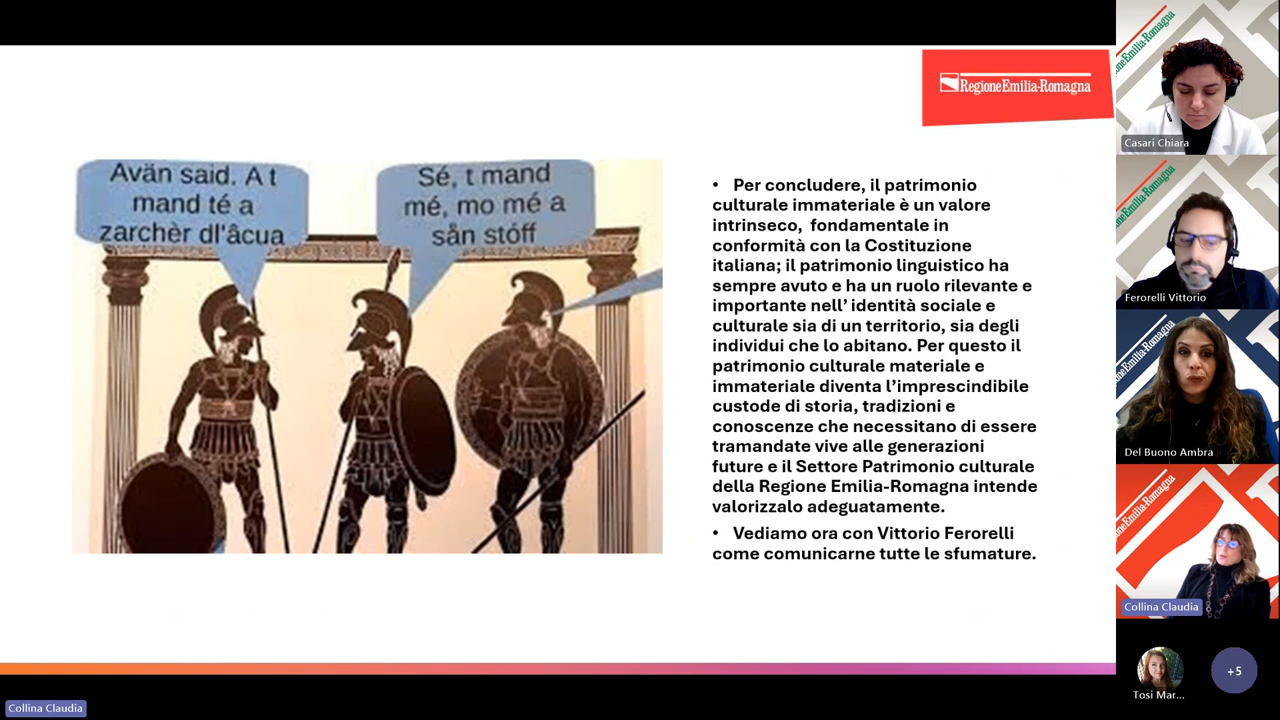 RegioneEmilia-Romagna
Avän said. A t
mand té a
zarchèr dl'âcua
Sé, t mand
mé, mo mé a
sån stóff
• Per concludere, il patrimonio
culturale immateriale è un valore
intrinseco, fondamentale in
conformità con la Costituzione
italiana; il patrimonio linguistico ha
sempre avuto e ha un ruolo rilevante e
importante nell' identità sociale e
culturale sia di un territorio, sia degli
individui che lo abitano. Per questo il
patrimonio culturale materiale e
immateriale diventa l'imprescindibile
custode di storia, tradizioni e
conoscenze che necessitano di essere
tramandate vive alle generazioni
future e il Settore Patrimonio culturale
della Regione Emilia-Romagna intende
valorizzalo adeguatamente.
• Vediamo ora con Vittorio Ferorelli
come comunicarne tutte le sfumature.
Casari Chiara
Ferorelli Vittorio
Del Buono Ambra
Collina Claudia
Tosi Mar...
+5
Collina Claudia